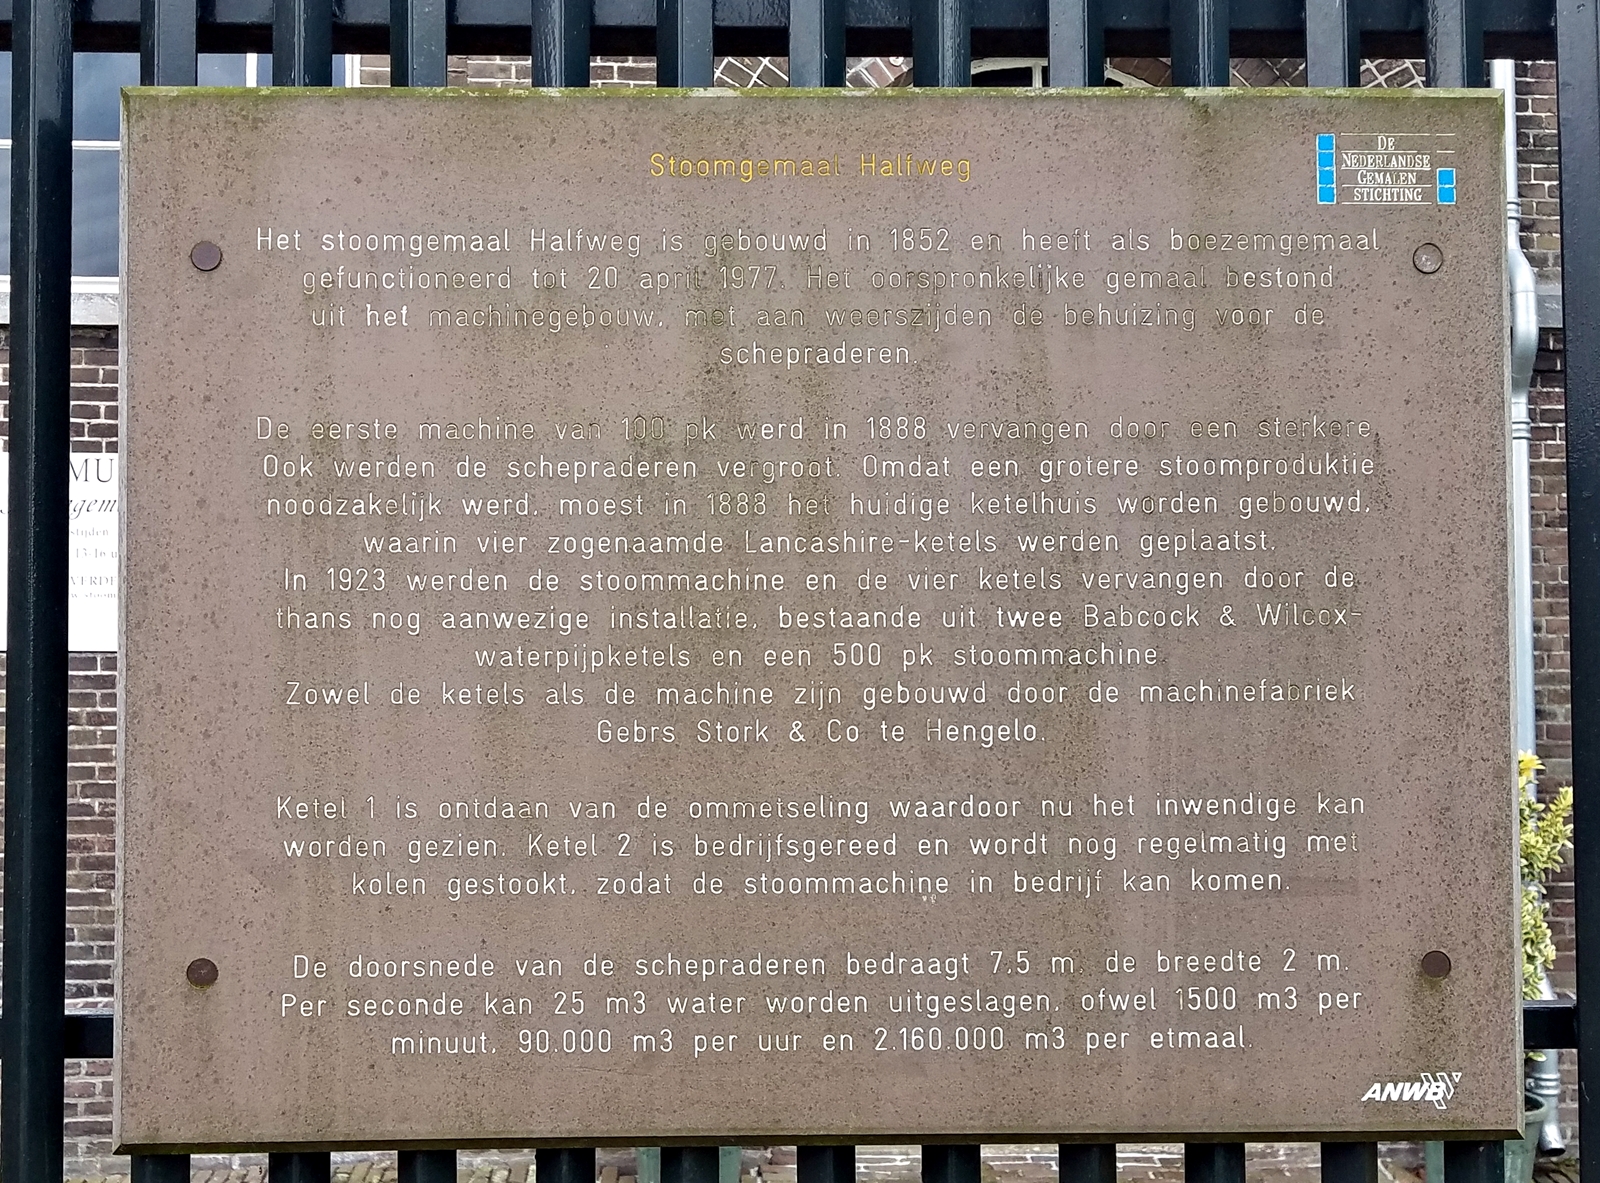 Stoomgemaal Halfweg
DE
NEDERLANDSE
GEMALEN
STICHTING
Het stoomgemaal Halfweg is gebouwd in 1852 en heeft als boezemgemaal
gefunctioneerd tot 20 april 1977. Het oorspronkelijke gemaal bestond
uit het machinegebouw, met aan weerszijden de behuizing voor de
schepraderen.
De eerste machine van 100 pk werd in 1888 vervangen door een sterkere
Ook werden de schepraderen vergroot. Omdat een grotere stoomproduktie
noodzakelijk werd, moest in 1888 het huidige ketelhuis worden gebouwd,
waarin vier zogenaamde Lancashire-ketels werden geplaatst.
In 1923 werden de stoommachine en de vier ketels vervangen door de
thans nog aanwezige installatie, bestaande uit twee Babcock & Wilcox-
waterpijpketels en een 500 pk stoommachine.
Zowel de ketels als de machine zijn gebouwd door de machinefabriek
Gebrs Stork & Co te Hengelo.
Ketel 1 is ontdaan van de ommetseling waardoor nu het inwendige kan
worden gezien. Ketel 2 is bedrijfsgereed en wordt nog regelmatig met
kolen gestookt, zodat de stoommachine in bedrijf kan komen.
De doorsnede van de schepraderen bedraagt 7,5 m, de breedte 2 m.
Per seconde kan 25 m3 water worden uitgeslagen, ofwel 1500 m3 per
minuut, 90.000 m3 per uur en 2.160.000 m3 per etmaal.
ANWB
MU
gem
stijden
13-16 u
VERDE